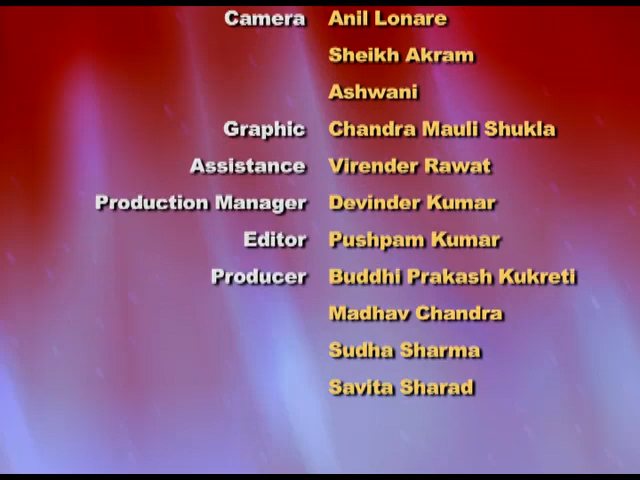 Camera Anil Lonare
Sheikh Akram
Ashwani
Graphic Chandra Mauli Shukla
Assistance Virender Rawat
Production Manager Devinder Kumar
Editor Pushpam Kumar
Producer Buddhi Prakash Kukreti
Madhav Chandra
Sudha Sharma
Savita Sharad